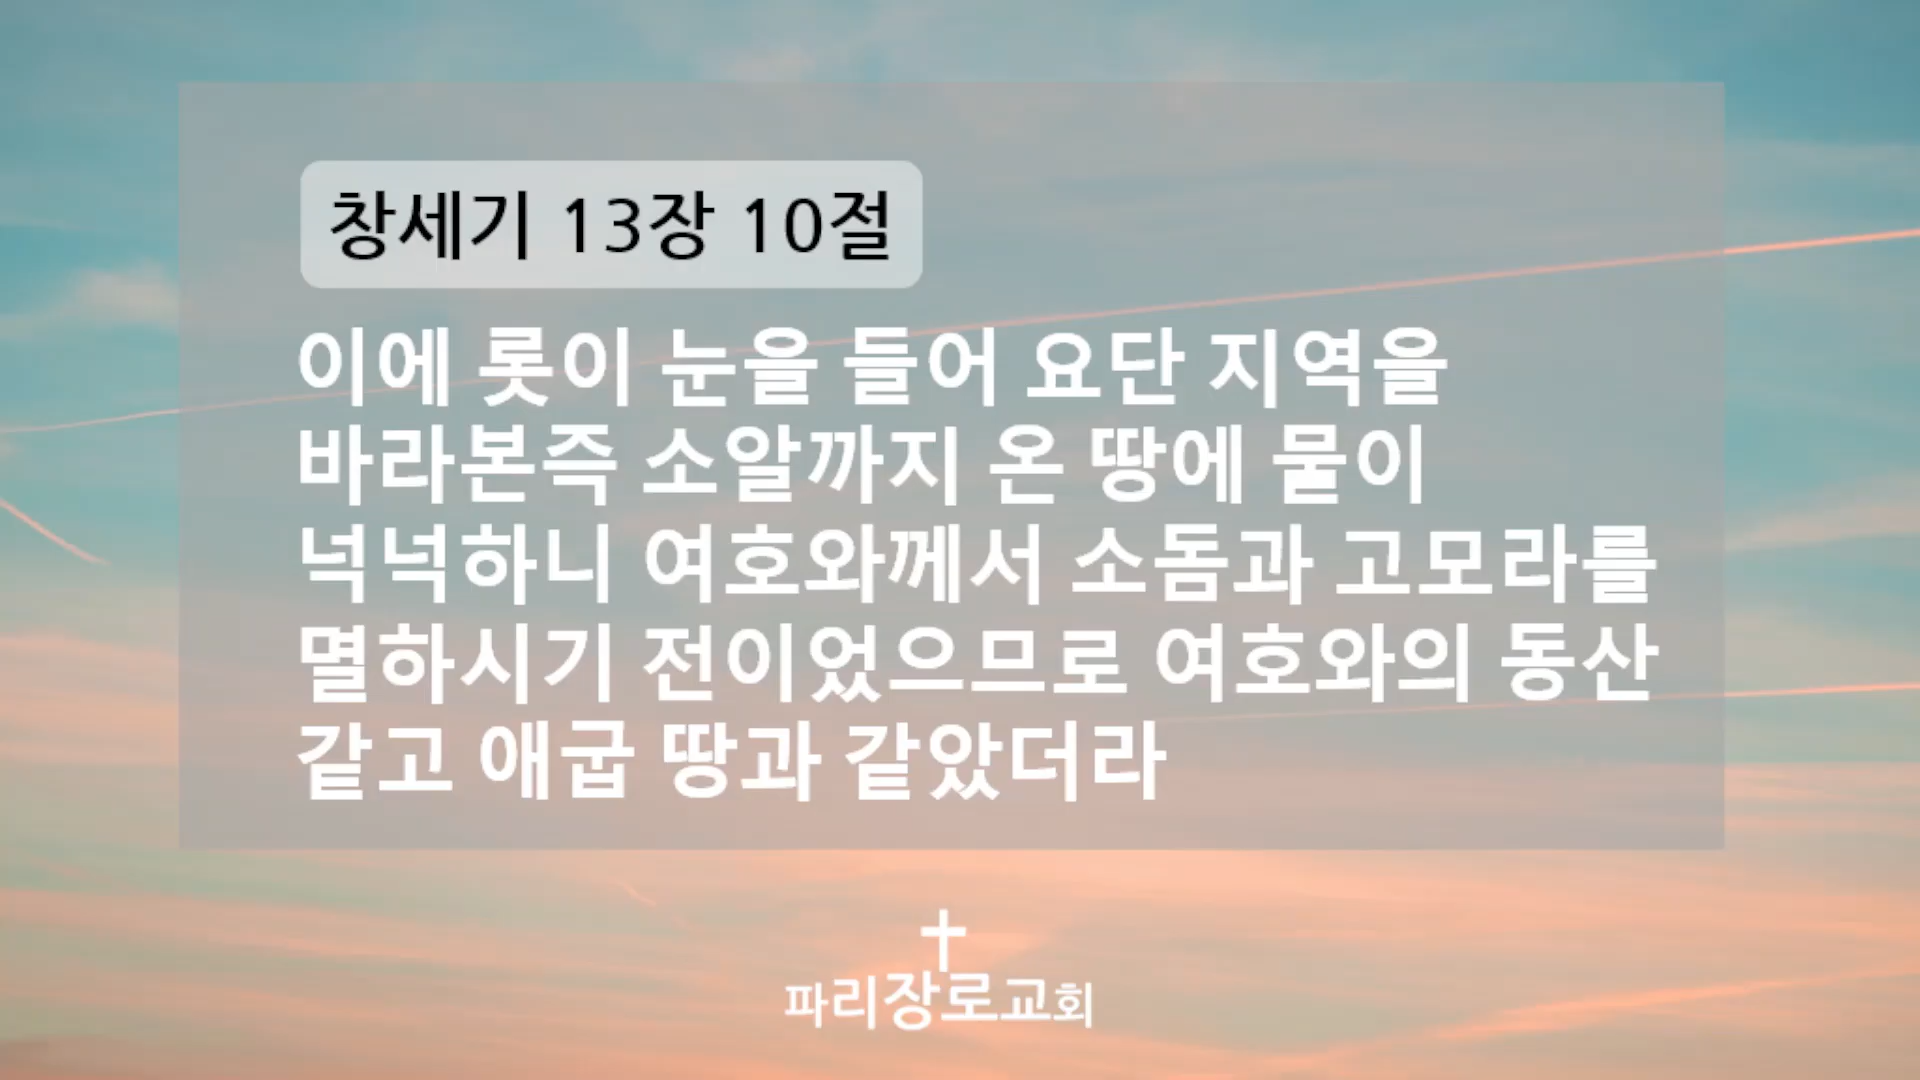 창세기 13장 10절
이에 롯이 눈을 들어 요단 지역을
바라본즉 소알까지 온 땅에 물이
넉넉하니 여호와께서 소돔과 고모라를
멸하시기 전이었으므로 여호와의 동산
같고 애굽 땅과 같았더라
파리장로교회